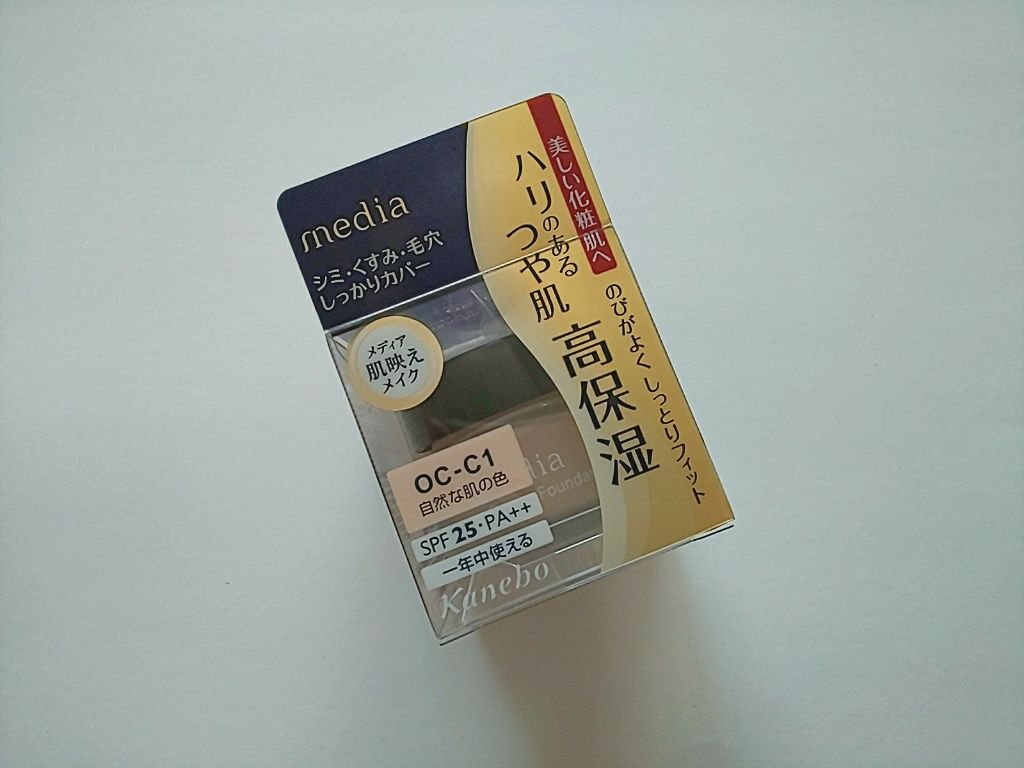 media
シミ・くすみ・毛穴
しっかりカバー
メディア
肌映え
メイク
OC-C1
自然な肌の色
SPF 25・PA++
一年中使える
Kanebo
美しい化粧肌へ
ハリのある
つや肌
高保湿
のびがよく しっとりフィット